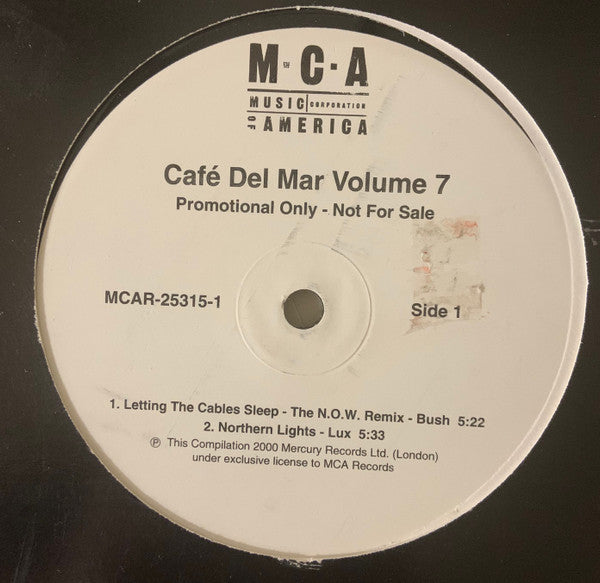 M·OF·C·A
MUSIC CORPORATION
OF AMERICA
Café Del Mar Volume 7
Promotional Only - Not For Sale
MCAR-25315-1
Side 1
1. Letting The Cables Sleep - The N.O.W. Remix - Bush 5:22
2. Northern Lights - Lux 5:33
℗ This Compilation 2000 Mercury Records Ltd. (London)
under exclusive license to MCA Records